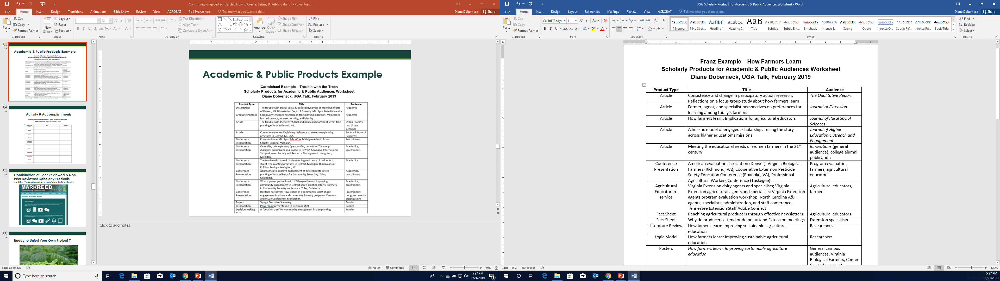 Community-Engaged Scholarship How to Create, Define, & Publish, draft 1 - PowerPoint
File Home Insert Design Transitions Animations Slide Show Review View ACROBAT Poll Everywhere Tell me what you want to do...
Diane Doberneck Share
Paste Cut Copy Format Painter Clipboard
New Slide Layout Reset Section Slides
32 Font
Text Direction Align Text Convert to SmartArt Paragraph
Arrange Quick Styles Shape Fill Shape Outline Shape Effects Drawing
Find Replace Select Editing
83
Academic & Public Products Example
84
Activity ≠ Accomplishments
85
Combination of Peer Reviewed & Non-
Peer Reviewed Scholarly Products
see https://www.profmarkreed.com/journal-articles-books
MARKREED
Journals Articles & Books
86
Ready to Unfurl Your Own Project ?
Academic & Public Products Example
Carmichael Example—Trouble with the Trees
Scholarly Products for Academic & Public Audiences Worksheet
Diane Doberneck, UGA Talk, February 2019
Product Type Title Audience
Dissertation The trouble with trees? Social & political dynamics of greening efforts of Detroit, MI. Dissertation Dept. of Forestry. Michigan State University. Academic
Graduate Portfolio Community-engaged research on tree planting in Detroit, MI: Lessons learned on race, intersectionality, and identity. Academic
Article The trouble with the trees? Social and political dynamics of street tree-planting efforts in Detroit, MI. Urban Forestry and Urban Greening
Article Community stories: Explaining resistance to street tree-planting programs in Detroit, MI, USA. Society & Natural Resources
Conference Presentation Presentation at Michigan ArborCon. Michigan Arboricultural Society. Lansing, Michigan. Practitioners
Conference Presentation Expanding urban forestry by expanding our vision: The many dialogues about trees and people in Detroit, Michigan. International Symposium on Society and Resource Management. Houghton, Michigan. Academics, practitioners
Conference Presentation The trouble with trees? Understanding resistance of residents to street tree-planting programs in Detroit, Michigan. Dimensions of Political Ecology, Lexington, KY. Academics
Conference Presentation Approaches to improve engagement of city residents in tree-planting efforts. Alliance for Community Trees Day. Tulsa, Oklahoma. Academics, practitioners
Conference Presentation What's power got to do with it? Perspectives on improving community engagement in Detroit's tree-planting efforts. Partners in Community Forestry conference. Tulsa, Oklahoma. Academics, practitioners
Conference Presentation Heritage narratives: How stories of a community's past shape engagement in urban and community forestry programs. Vermont Arbor Day Conference. Montpelier. Practitioners; nongovernmental organizations
Report 3-page Executive Summary Funder
Presentation Powerpoint presentation to Greening staff Funder
Decision-making tool A "decision tree" for community engagement in tree planting Funder
Click to add notes
Slide 83 of 127 Notes Comments 89%
Type here to search
5:27 PM
1/21/2019
UGA_Scholarly Products for Academic & Public Audiences Worksheet - Word
File Home Insert Design Layout References Mailings Review View ACROBAT Tell me what you want to do...
Diane Doberneck Share
Paste Cut Copy Format Painter Clipboard
Calibri (Body) 11 Font
Paragraph
¶ Normal ¶ No Spac... Heading 1 Heading 2 Title Subtitle Subtle Em... Emphasis Intense E... Strong Quote Intense Q... Subtle Ref... Intense Re... Book Title Styles
Find Replace Select Editing
Franz Example—How Farmers Learn
Scholarly Products for Academic & Public Audiences Worksheet
Diane Doberneck, UGA Talk, February 2019
Product Type Title Audience
Article Consistency and change in participatory action research: Reflections on a focus group study about how farmers learn The Qualitative Report
Article Farmer, agent, and specialist perspectives on preferences for learning among today's farmers Journal of Extension
Article How farmers learn: Implications for agricultural educators Journal of Rural Social Sciences
Article A holistic model of engaged scholarship: Telling the story across higher education's missions Journal of Higher Education Outreach and Engagement
Article Meeting the educational needs of women farmers in the 21st century Innovations (general audience), college alumni publication
Conference Presentation American evaluation association (Denver), Virginia Biological Farmers (Richmond, VA), Cooperative Extension Pesticide Safety Education Conference (Roanoke, VA), Professional Agricultural Workers Conference (Tuskegee) Program evaluators, farmers, agricultural educators
Agricultural Educator In-service Virginia Extension dairy agents and specialists; Virginia Extension agricultural agents and specialists; Virginia Extension agents program evaluation workshop; North Carolina A&T agents, specialists, administration, and staff conference; Tennessee Extension Staff Adobe Connect Agricultural educators, farmers
Fact Sheet Reaching agricultural producers through effective newsletters Agricultural educators
Fact Sheet Why do producers attend or do not attend Extension meetings Extension specialists
Literature Review How famers learn: Improving sustainable agricultural education Researchers
Logic Model How farmers learn: Improving sustainable agricultural education Researchers
Posters How farmers learn: Improving sustainable agriculture education General campus audiences, Virginia Biological Farmers, Center
Page 1 of 2 364 words 120%
5:27 PM
1/21/2019